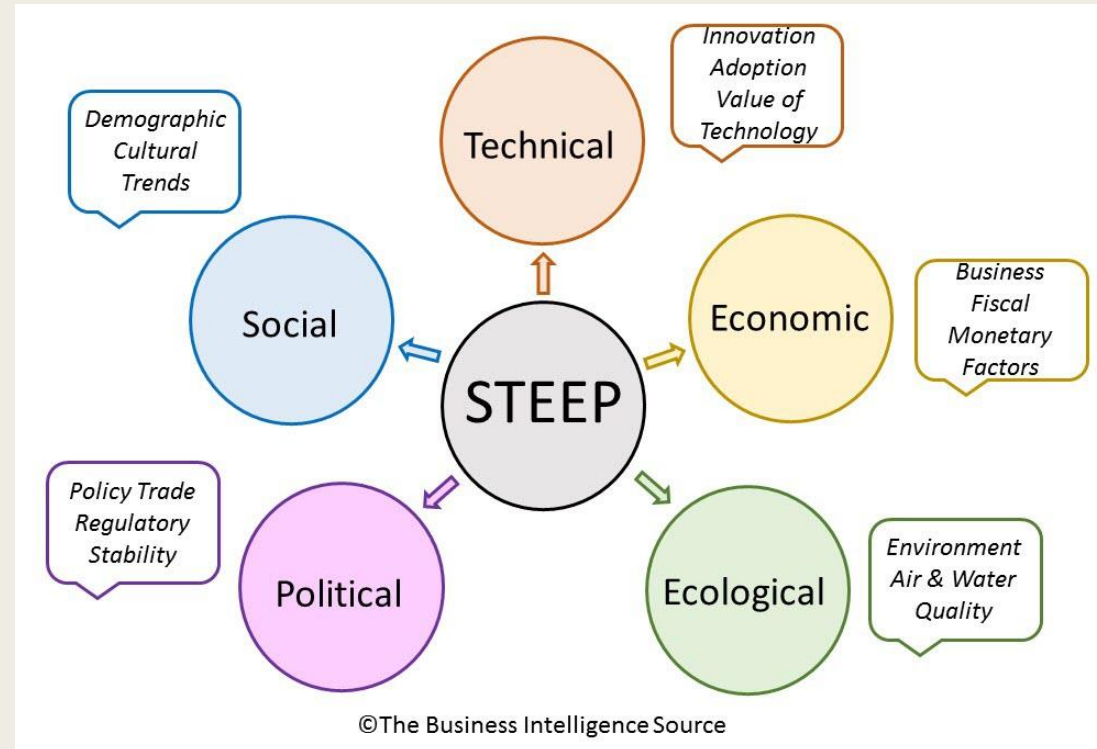 Innovation
Adoption
Value of
Technology
Technical
Demographic
Cultural
Trends
Social
Business
Fiscal
Monetary
Factors
Economic
STEEP
Policy Trade
Regulatory
Stability
Political
Environment
Air & Water
Quality
Ecological
©The Business Intelligence Source